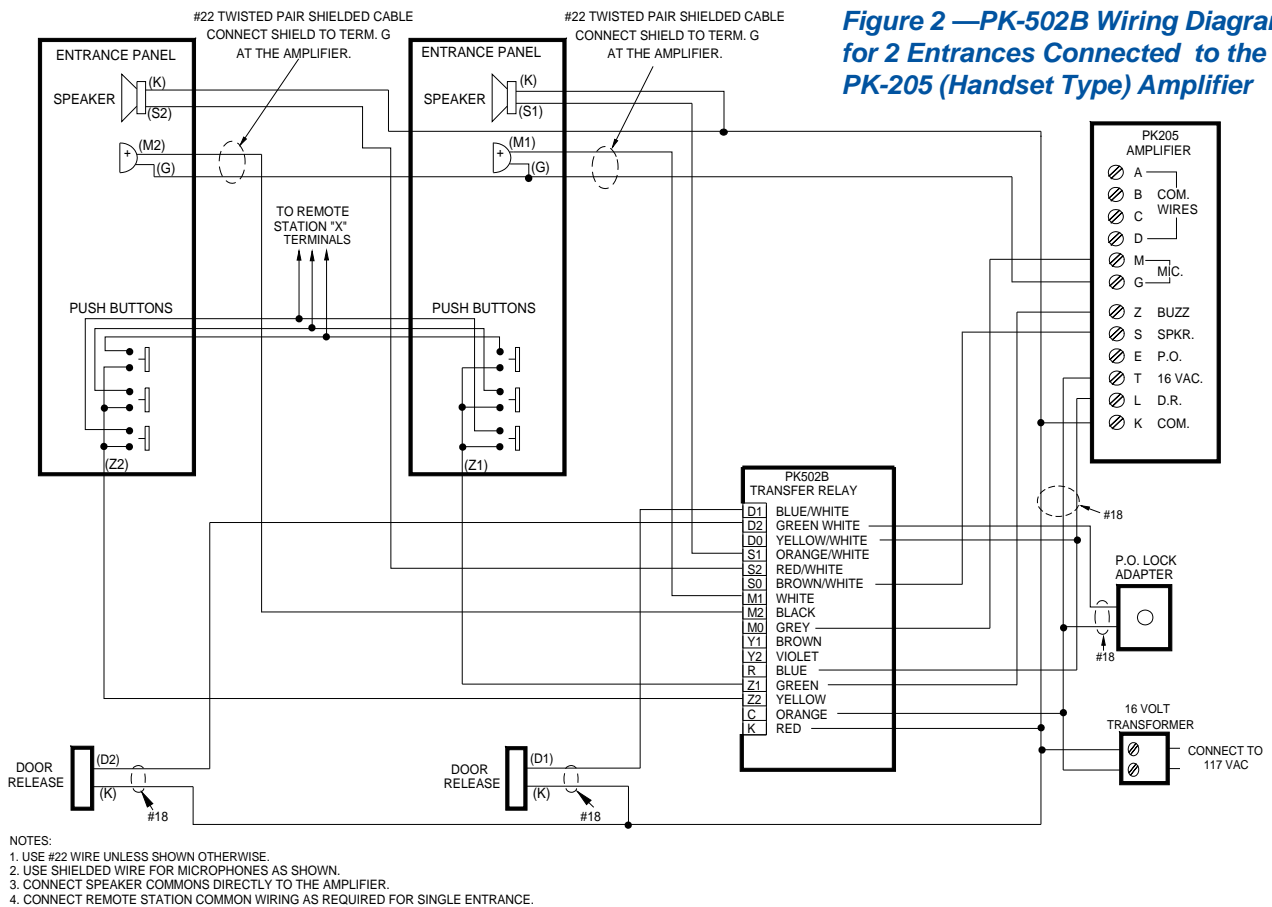 #22 TWISTED PAIR SHIELDED CABLE
CONNECT SHIELD TO TERM. G
AT THE AMPLIFIER.
#22 TWISTED PAIR SHIELDED CABLE
CONNECT SHIELD TO TERM. G
AT THE AMPLIFIER.
Figure 2 —PK-502B Wiring Diagram
for 2 Entrances Connected to the
PK-205 (Handset Type) Amplifier
ENTRANCE PANEL
SPEAKER
(K)
(S2)
+
(M2)
(G)
TO REMOTE
STATION "X"
TERMINALS
PUSH BUTTONS
(Z2)
ENTRANCE PANEL
SPEAKER
(K)
(S1)
+
(M1)
(G)
PUSH BUTTONS
(Z1)
PK205
AMPLIFIER
A
B COM.
C WIRES
D
M
MIC.
G
Z BUZZ
S SPKR.
E P.O.
T 16 VAC.
L D.R.
K COM.
#18
PK502B
TRANSFER RELAY
D1 BLUE/WHITE
D2 GREEN WHITE
D0 YELLOW/WHITE
S1 ORANGE/WHITE
S2 RED/WHITE
S0 BROWN/WHITE
M1 WHITE
M2 BLACK
M0 GREY
Y1 BROWN
Y2 VIOLET
R BLUE
Z1 GREEN
Z2 YELLOW
C ORANGE
K RED
P.O. LOCK
ADAPTER
#18
16 VOLT
TRANSFORMER
CONNECT TO
117 VAC
DOOR
RELEASE
(D2)
(K)
#18
DOOR
RELEASE
(D1)
(K)
#18
NOTES:
1. USE #22 WIRE UNLESS SHOWN OTHERWISE.
2. USE SHIELDED WIRE FOR MICROPHONES AS SHOWN.
3. CONNECT SPEAKER COMMONS DIRECTLY TO THE AMPLIFIER.
4. CONNECT REMOTE STATION COMMON WIRING AS REQUIRED FOR SINGLE ENTRANCE.